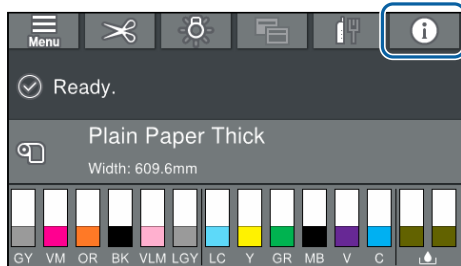 Menu
Ready.
Plain Paper Thick
Width: 609.6mm
GY VM OR BK VLM LGY LC Y GR MB V C